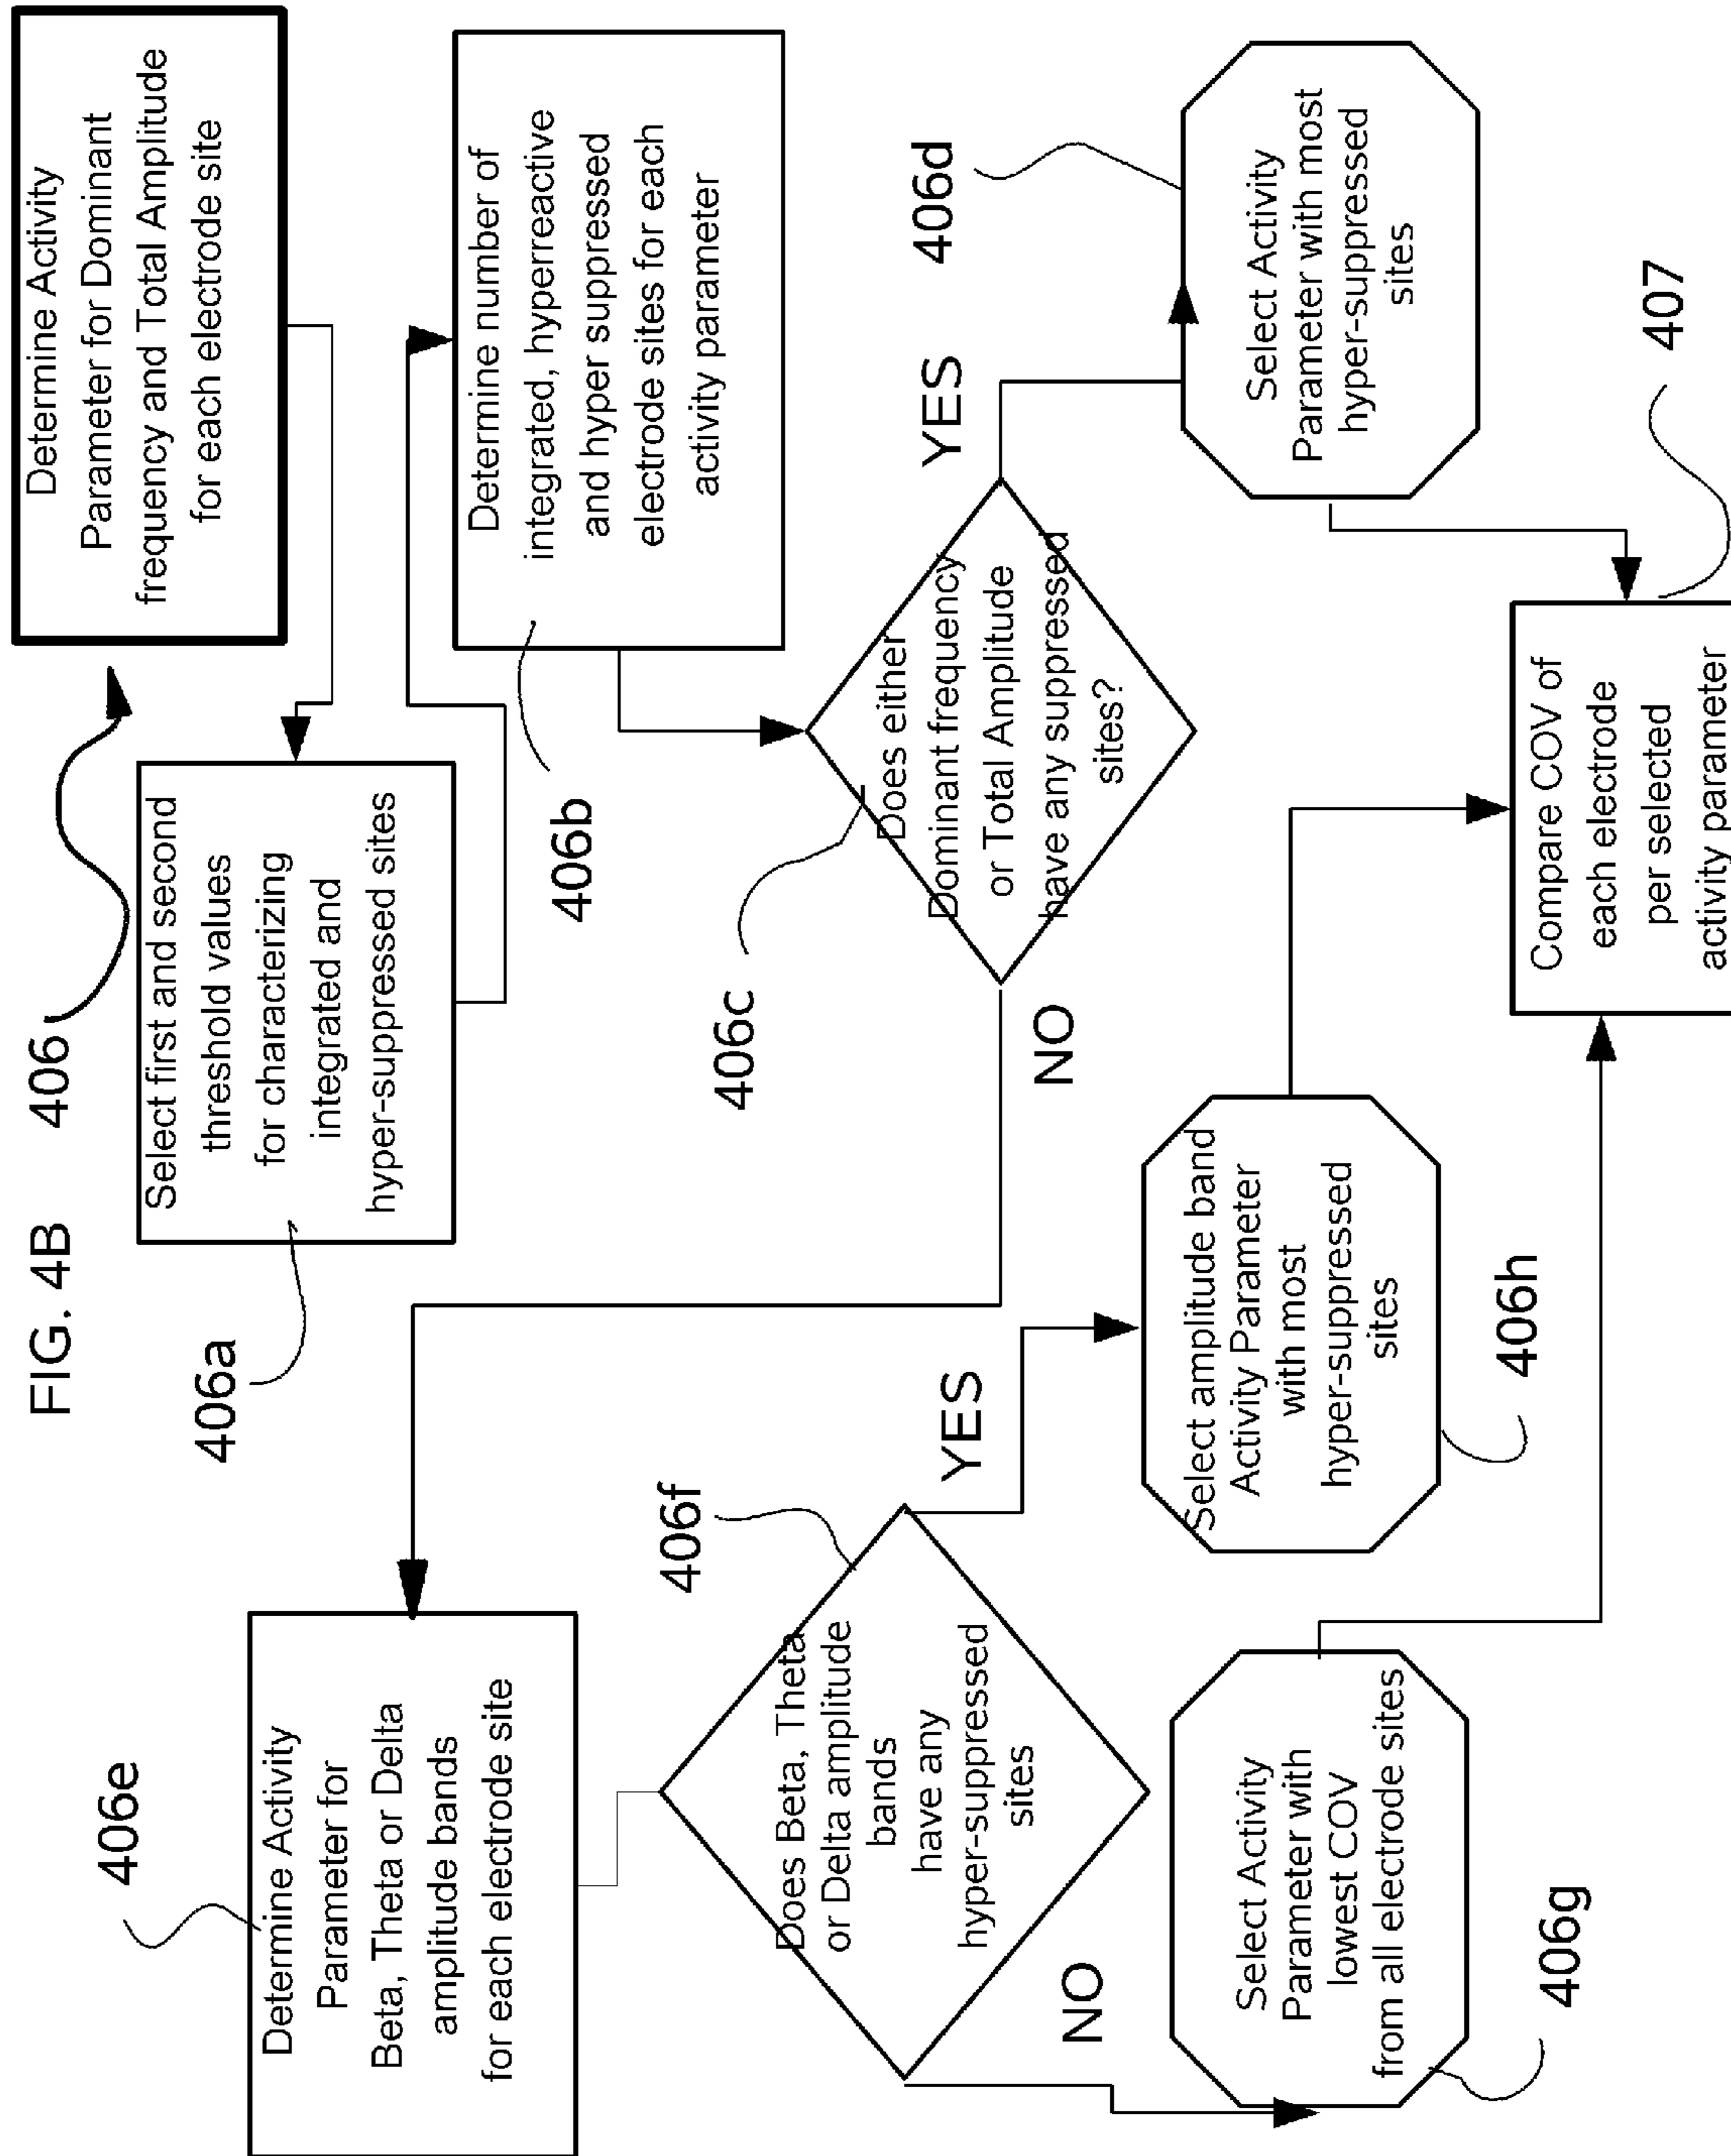 FIG. 4B
406
Determine Activity
Parameter for Dominant
frequency and Total Amplitude
for each electrode site
406a
Select first and second
threshold values
for characterizing
integrated and
hyper-suppressed sites
406b
Determine number of
integrated, hyperreactive
and hyper suppressed
electrode sites for each
activity parameter
406c
Does either
Dominant frequency
or Total Amplitude
have any suppressed
sites?
YES
NO
406d
Select Activity
Parameter with most
hyper-suppressed
sites
406e
Determine Activity
Parameter for
Beta, Theta or Delta
amplitude bands
for each electrode site
406f
Does Beta, Theta
or Delta amplitude
bands
have any
hyper-suppressed
sites
YES
NO
406h
Select amplitude band
Activity Parameter
with most
hyper-suppressed
sites
406g
Select Activity
Parameter with
lowest COV
from all electrode sites
407
Compare COV of
each electrode
per selected
activity parameter